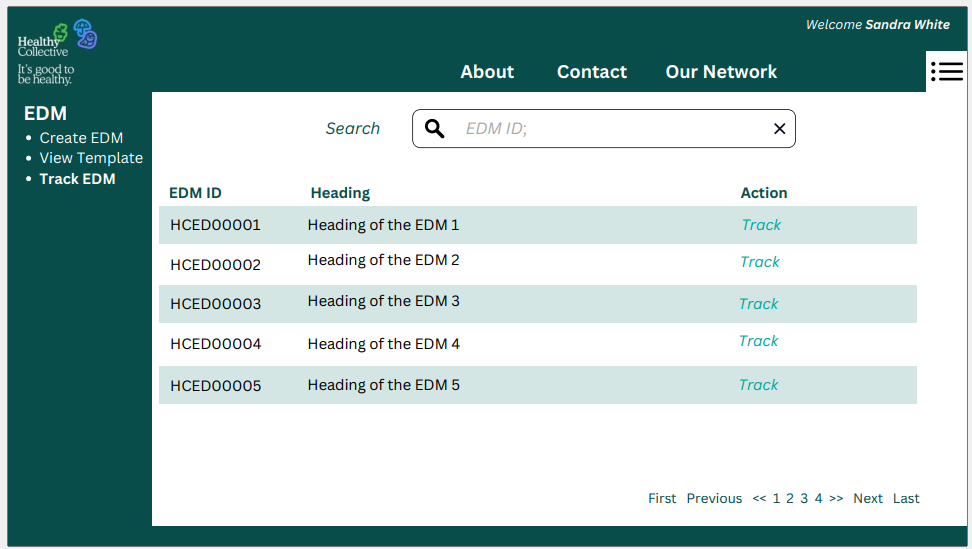 Healthy
Collective
It's good to
be healthy.
Welcome Sandra White
About Contact Our Network
EDM
• Create EDM
• View Template
• Track EDM
Search EDM ID;
EDM ID Heading Action
HCED00001 Heading of the EDM 1 Track
HCED00002 Heading of the EDM 2 Track
HCED00003 Heading of the EDM 3 Track
HCED00004 Heading of the EDM 4 Track
HCED00005 Heading of the EDM 5 Track
First Previous << 1 2 3 4 >> Next Last